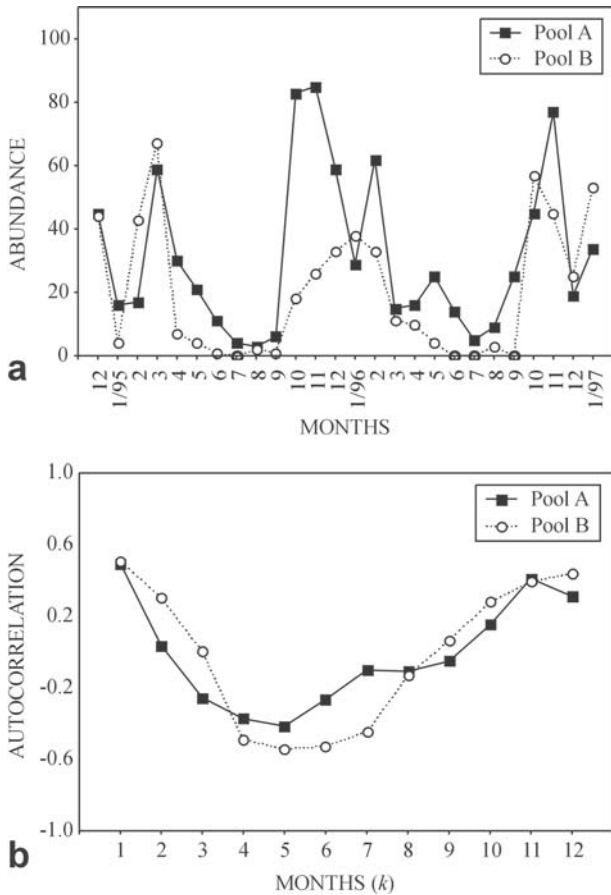 100
80
60
40
20
0
ABUNDANCE
Pool A
Pool B
12 1/95 2 3 4 5 6 7 8 9 10 11 12 1/96 2 3 4 5 6 7 8 9 10 11 12 1/97
MONTHS
a
1.0
0.6
0.2
-0.2
-0.6
-1.0
AUTOCORRELATION
Pool A
Pool B
1 2 3 4 5 6 7 8 9 10 11 12
MONTHS (k)
b